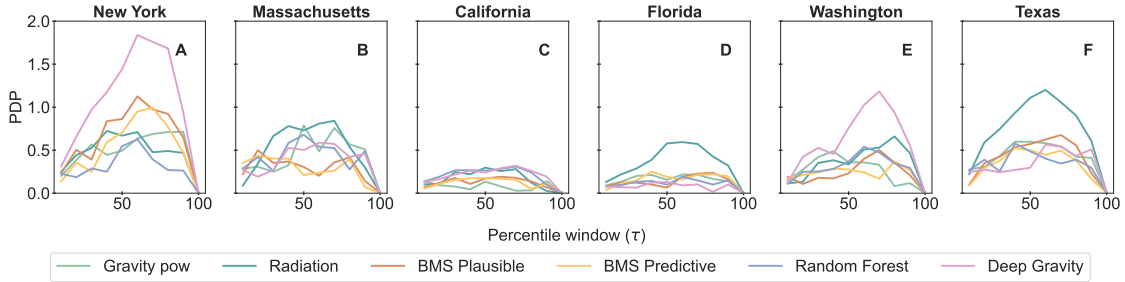 New York Massachusetts California Florida Washington Texas
2.0
A B C D E F
1.5
PDP
1.0
0.5
0.0
50 100 50 100 50 100 50 100 50 100 50 100
Percentile window (τ)
Gravity pow Radiation BMS Plausible BMS Predictive Random Forest Deep Gravity